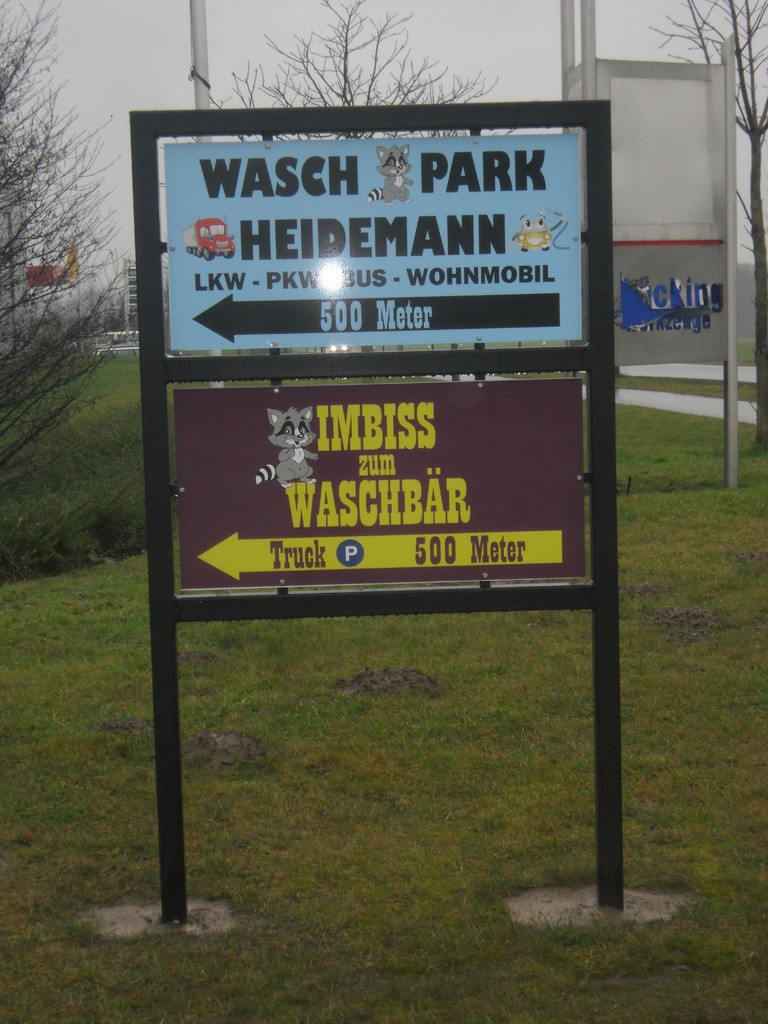 WASCH PARK
HEIDEMANN
LKW - PKW - BUS - WOHNMOBIL
500 Meter
IMBISS
zum
WASCHBÄR
Truck P 500 Meter